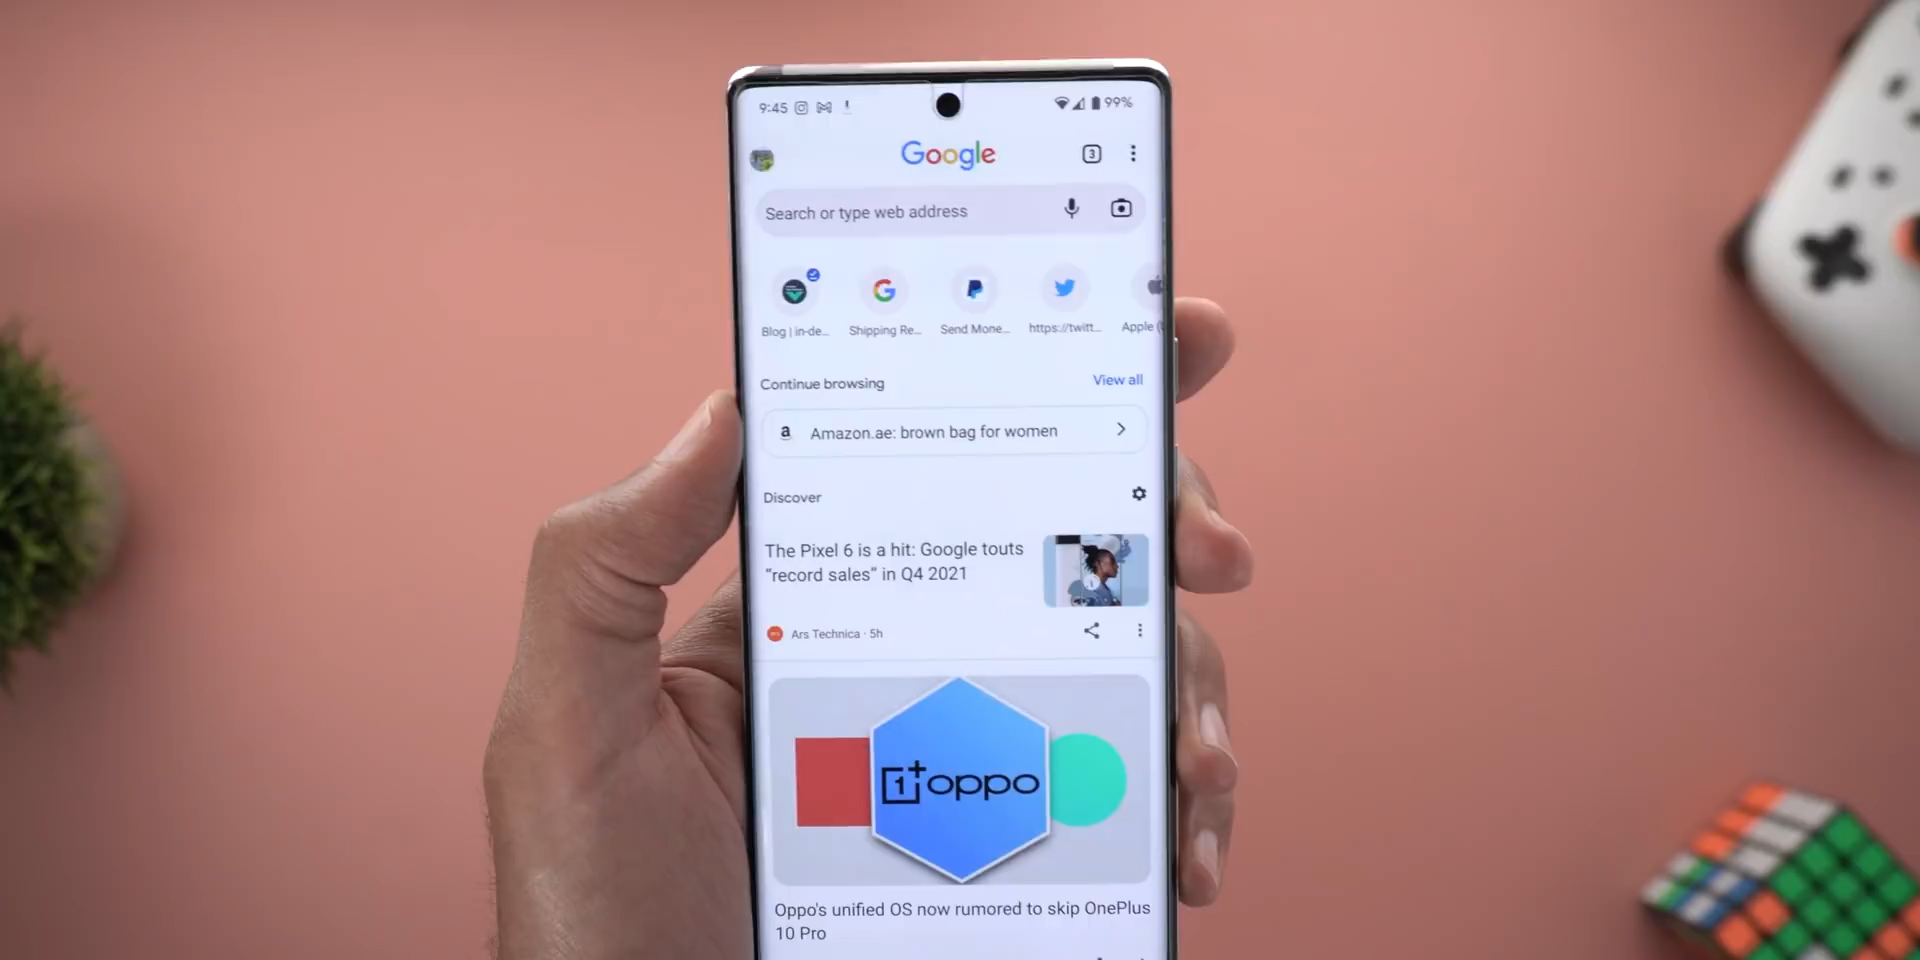 9:45
99%
Google
3
Search or type web address
Blog | in-de...
Shipping Re...
Send Mone...
https://twitt...
Apple (
Continue browsing
View all
a
Amazon.ae: brown bag for women
Discover
The Pixel 6 is a hit: Google touts
“record sales” in Q4 2021
Ars Technica · 5h
1+ oppo
Oppo's unified OS now rumored to skip OnePlus
10 Pro